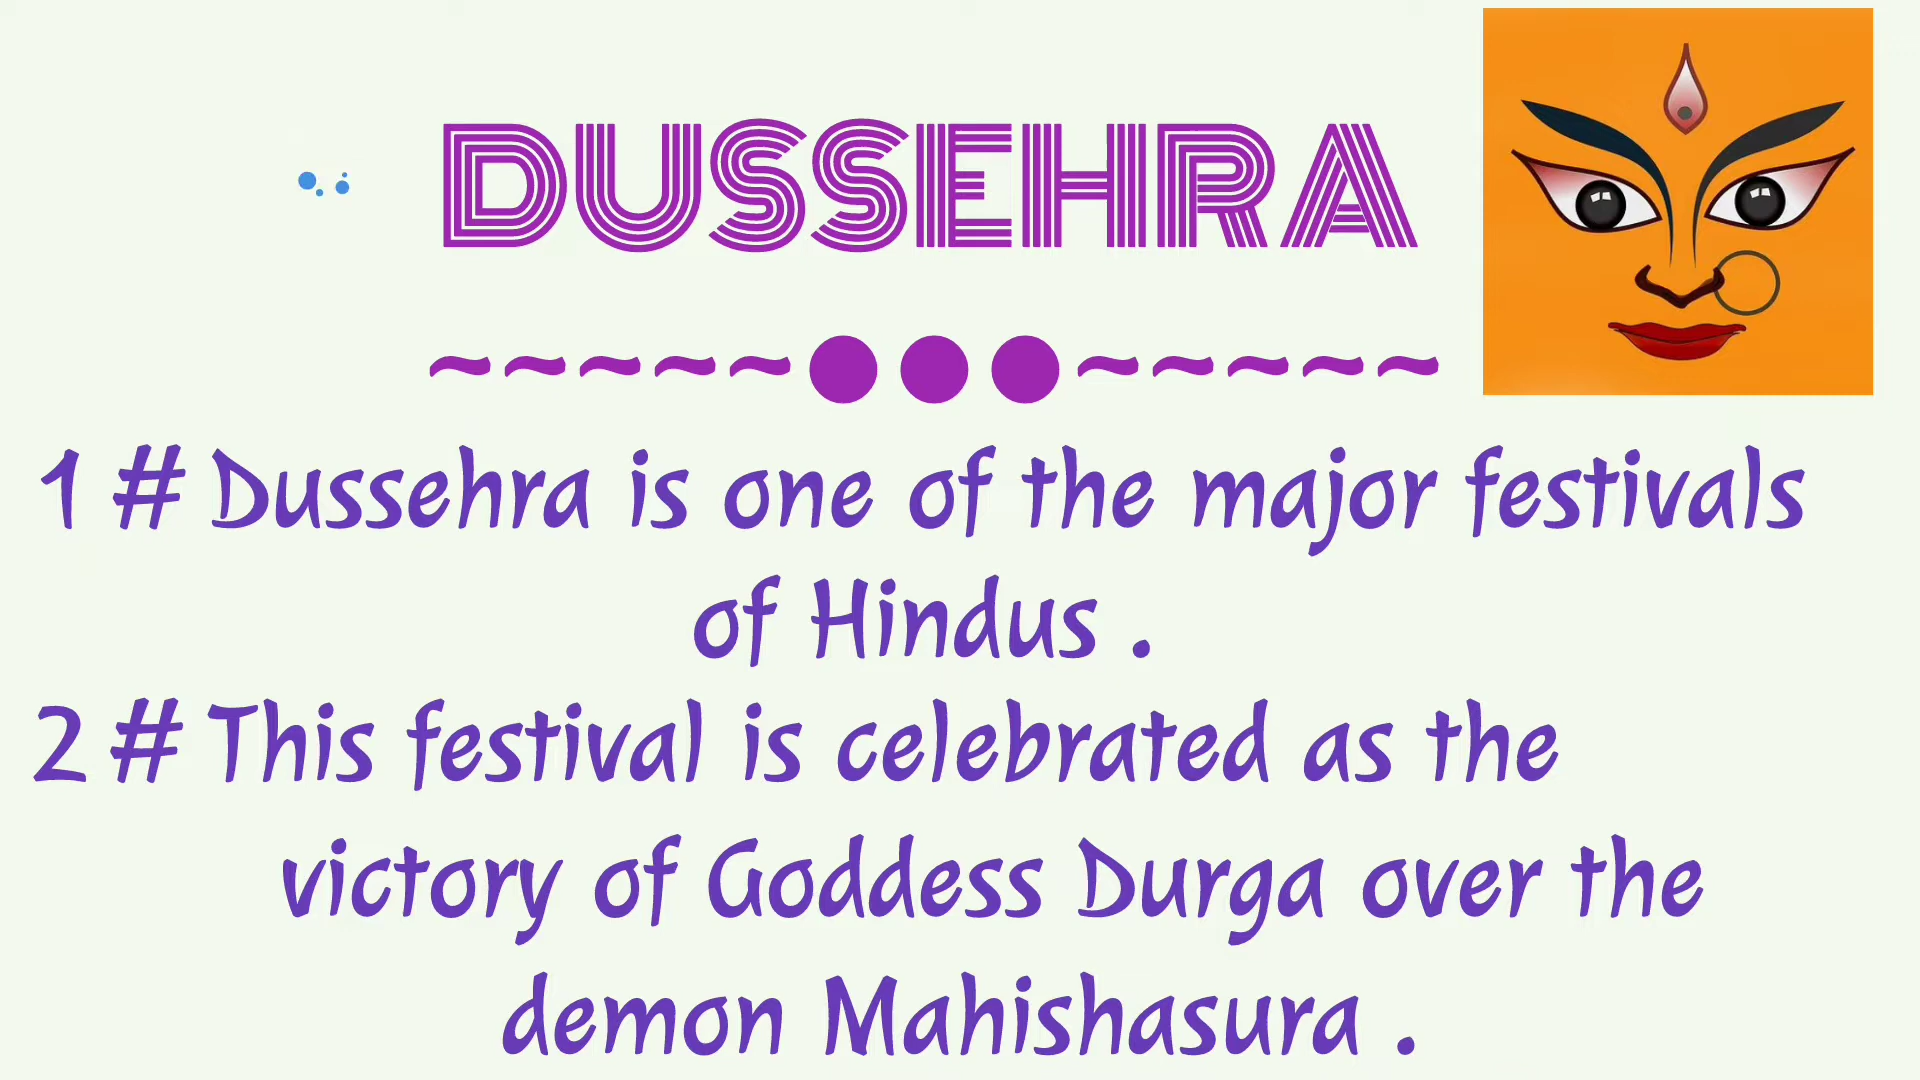 DUSSEHRA
~~~~~●●●~~~~~
1 # Dussehra is one of the major festivals
of Hindus .
2 # This festival is celebrated as the
victory of Goddess Durga over the
demon Mahishasura .